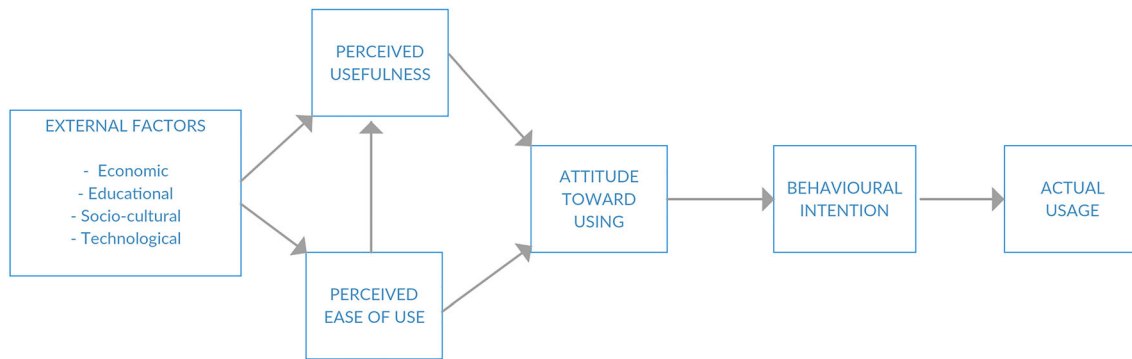 PERCEIVED
USEFULNESS
EXTERNAL FACTORS
- Economic
- Educational
- Socio-cultural
- Technological
PERCEIVED
EASE OF USE
ATTITUDE
TOWARD
USING
BEHAVIOURAL
INTENTION
ACTUAL
USAGE